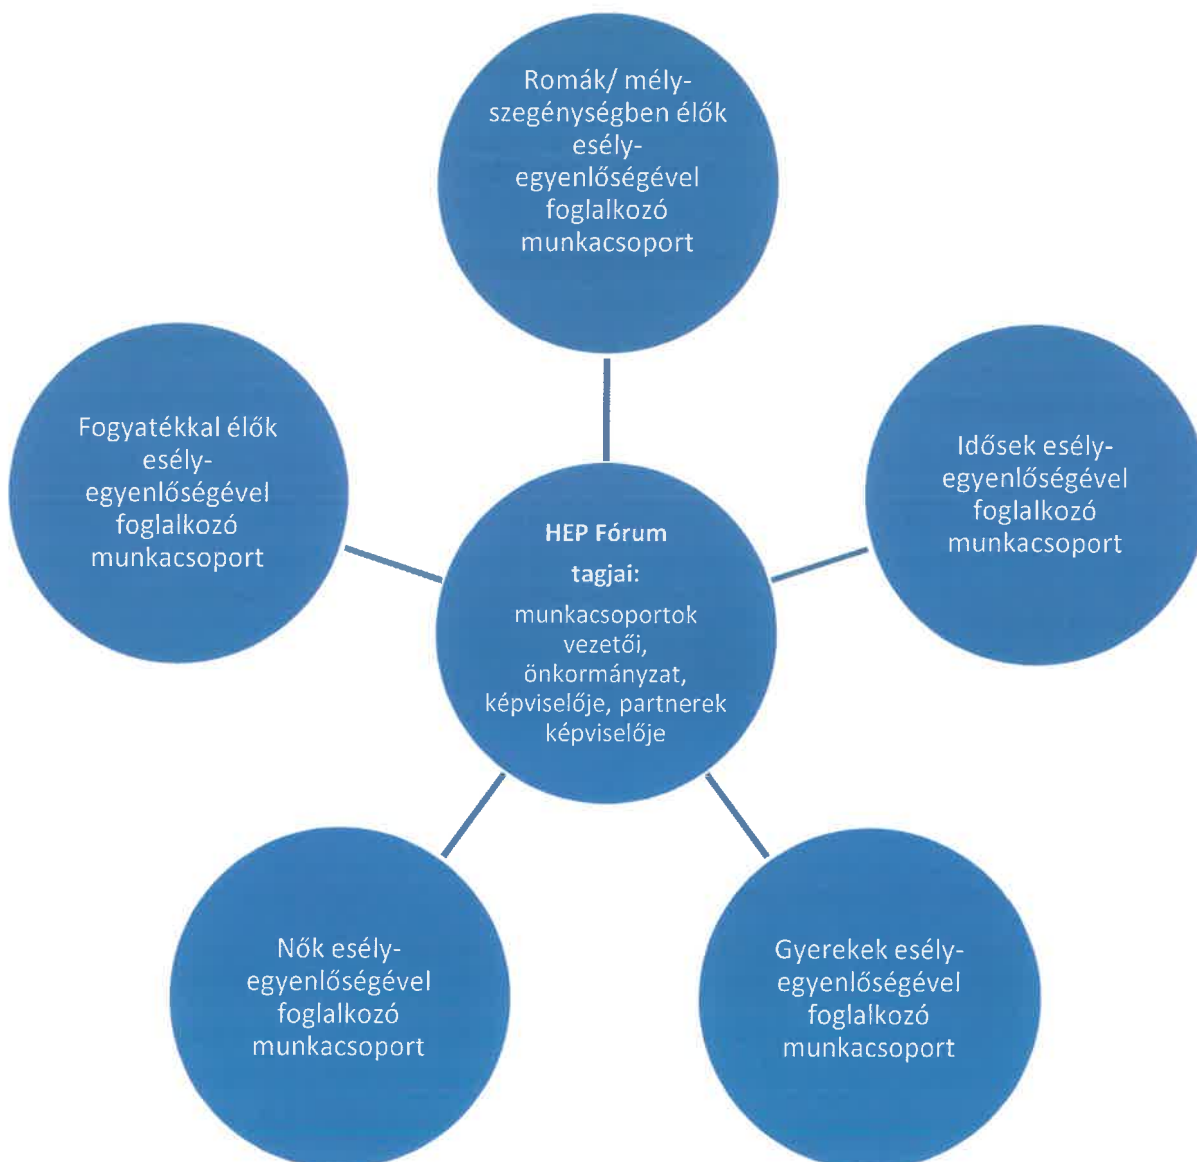 Romák/ mély-
szegénységben élők
esély-
egyenlőségével
foglalkozó
munkacsoport
Fogyatékkal élők
esély-
egyenlőségével
foglalkozó
munkacsoport
Idősek esély-
egyenlőségével
foglalkozó
munkacsoport
HEP Fórum
tagjai:
munkacsoportok
vezetői,
önkormányzat,
képviselője, partnerek
képviselője
Nők esély-
egyenlőségével
foglalkozó
munkacsoport
Gyerekek esély-
egyenlőségével
foglalkozó
munkacsoport